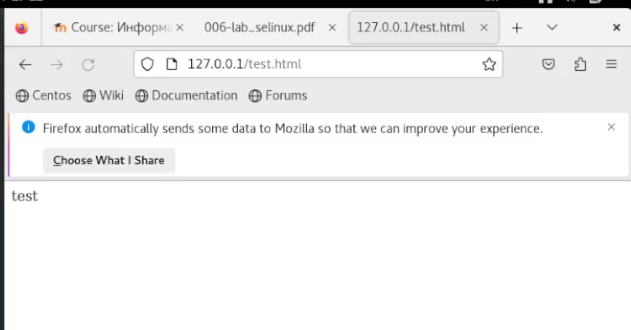 Course: Информа
006-lab_selinux.pdf
127.0.0.1/test.html
127.0.0.1/test.html
Centos Wiki Documentation Forums
Firefox automatically sends some data to Mozilla so that we can improve your experience.
Choose What I Share
test